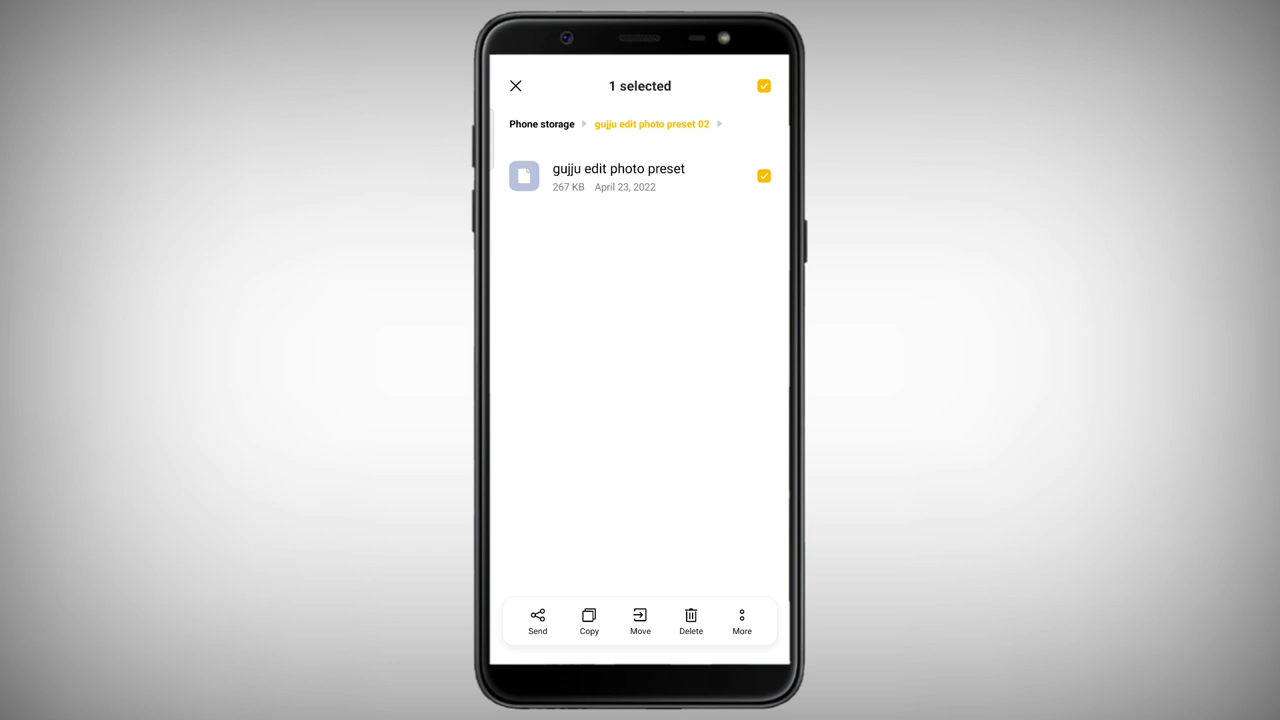 1 selected
Phone storage gujju edit photo preset 02
gujju edit photo preset
267 KB April 23, 2022
Send Copy Move Delete More